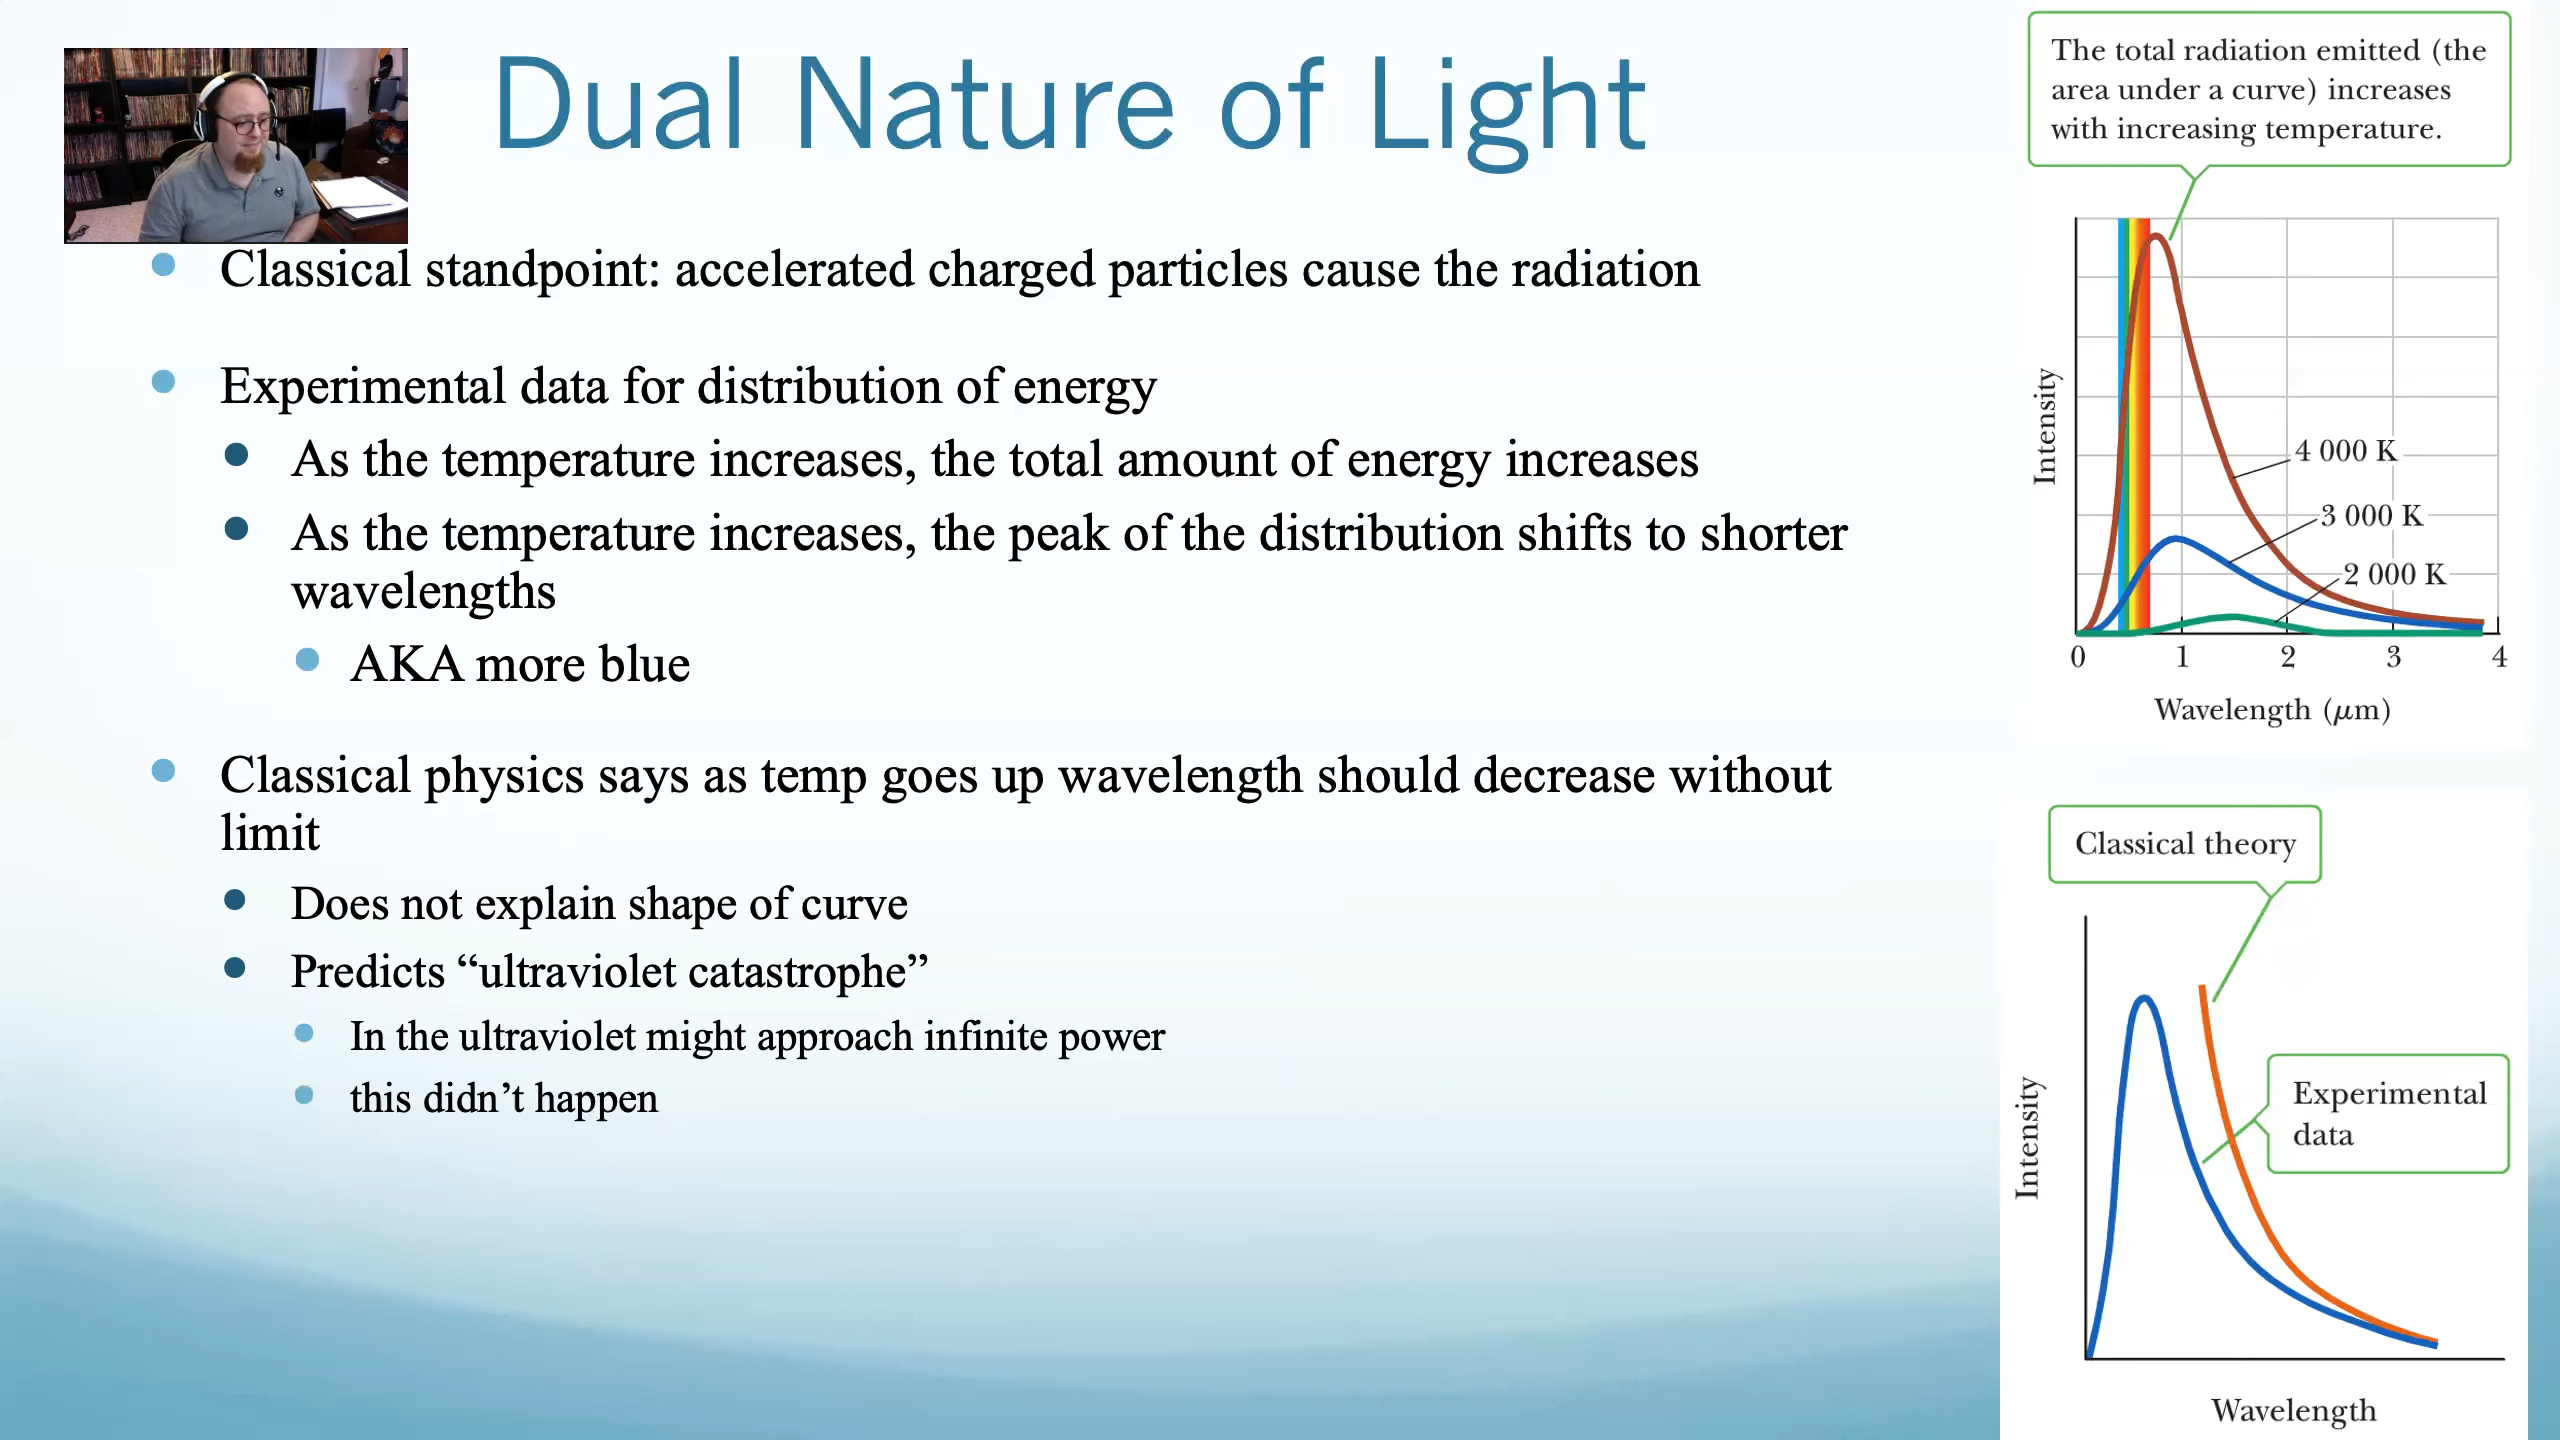 Dual Nature of Light
Classical standpoint: accelerated charged particles cause the radiation
Experimental data for distribution of energy
As the temperature increases, the total amount of energy increases
As the temperature increases, the peak of the distribution shifts to shorter
wavelengths
AKA more blue
Classical physics says as temp goes up wavelength should decrease without
limit
Does not explain shape of curve
Predicts “ultraviolet catastrophe”
In the ultraviolet might approach infinite power
this didn’t happen
The total radiation emitted (the
area under a curve) increases
with increasing temperature.
Intensity
4 000 K
3 000 K
2 000 K
0 1 2 3 4
Wavelength (μm)
Classical theory
Experimental
data
Intensity
Wavelength